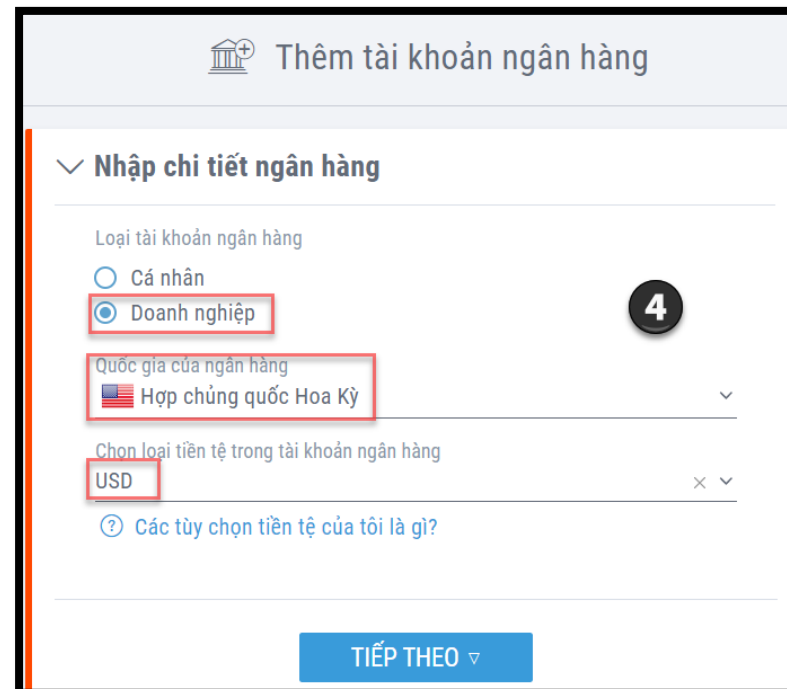 Thêm tài khoản ngân hàng
Nhập chi tiết ngân hàng
Loại tài khoản ngân hàng
Cá nhân
Doanh nghiệp
4
Quốc gia của ngân hàng
Hợp chủng quốc Hoa Kỳ
Chọn loại tiền tệ trong tài khoản ngân hàng
USD
Các tùy chọn tiền tệ của tôi là gì?
TIẾP THEO